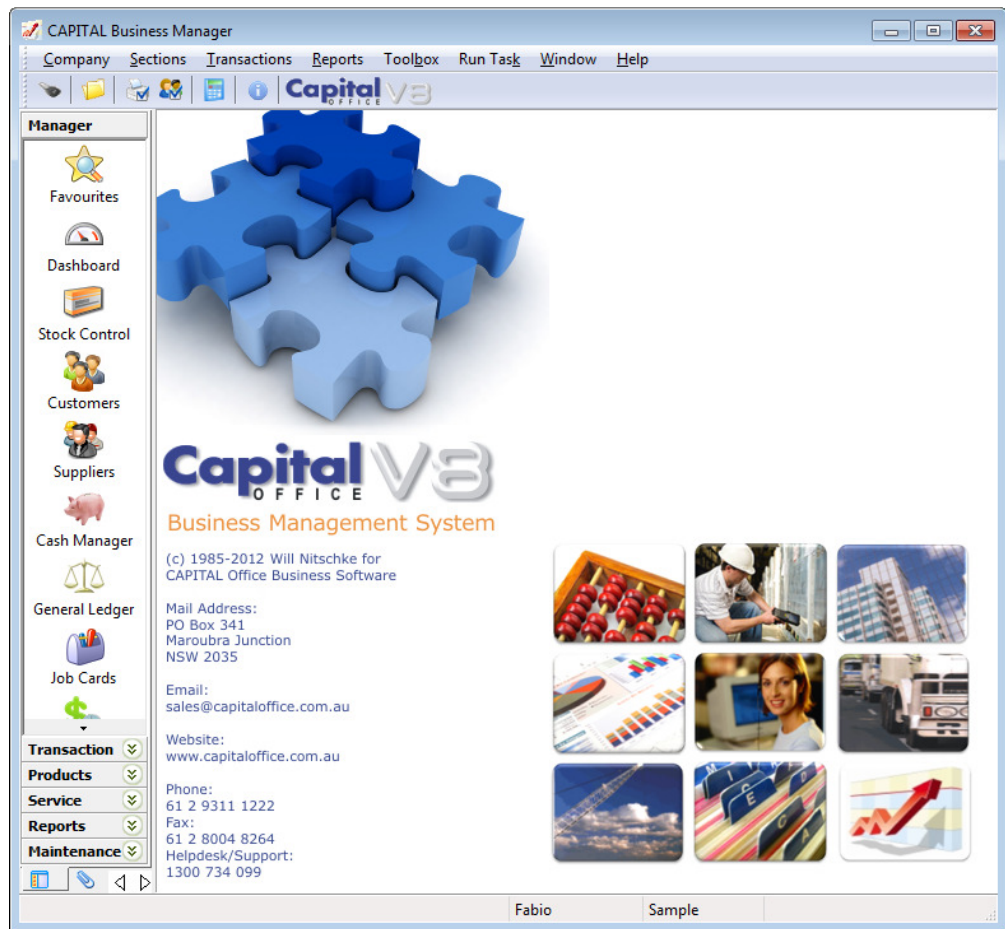 CAPITAL Business Manager
Company Sections Transactions Reports Toolbox Run Task Window Help
Capital OFFICE V8
Manager
Favourites
Dashboard
Stock Control
Customers
Suppliers
Cash Manager
General Ledger
Job Cards
Transaction
Products
Service
Reports
Maintenance
Capital V8
OFFICE
Business Management System
(c) 1985-2012 Will Nitschke for
CAPITAL Office Business Software
Mail Address:
PO Box 341
Maroubra Junction
NSW 2035
Email:
sales@capitaloffice.com.au
Website:
www.capitaloffice.com.au
Phone:
61 2 9311 1222
Fax:
61 2 8004 8264
Helpdesk/Support:
1300 734 099
M I C
E D
G A
Fabio Sample